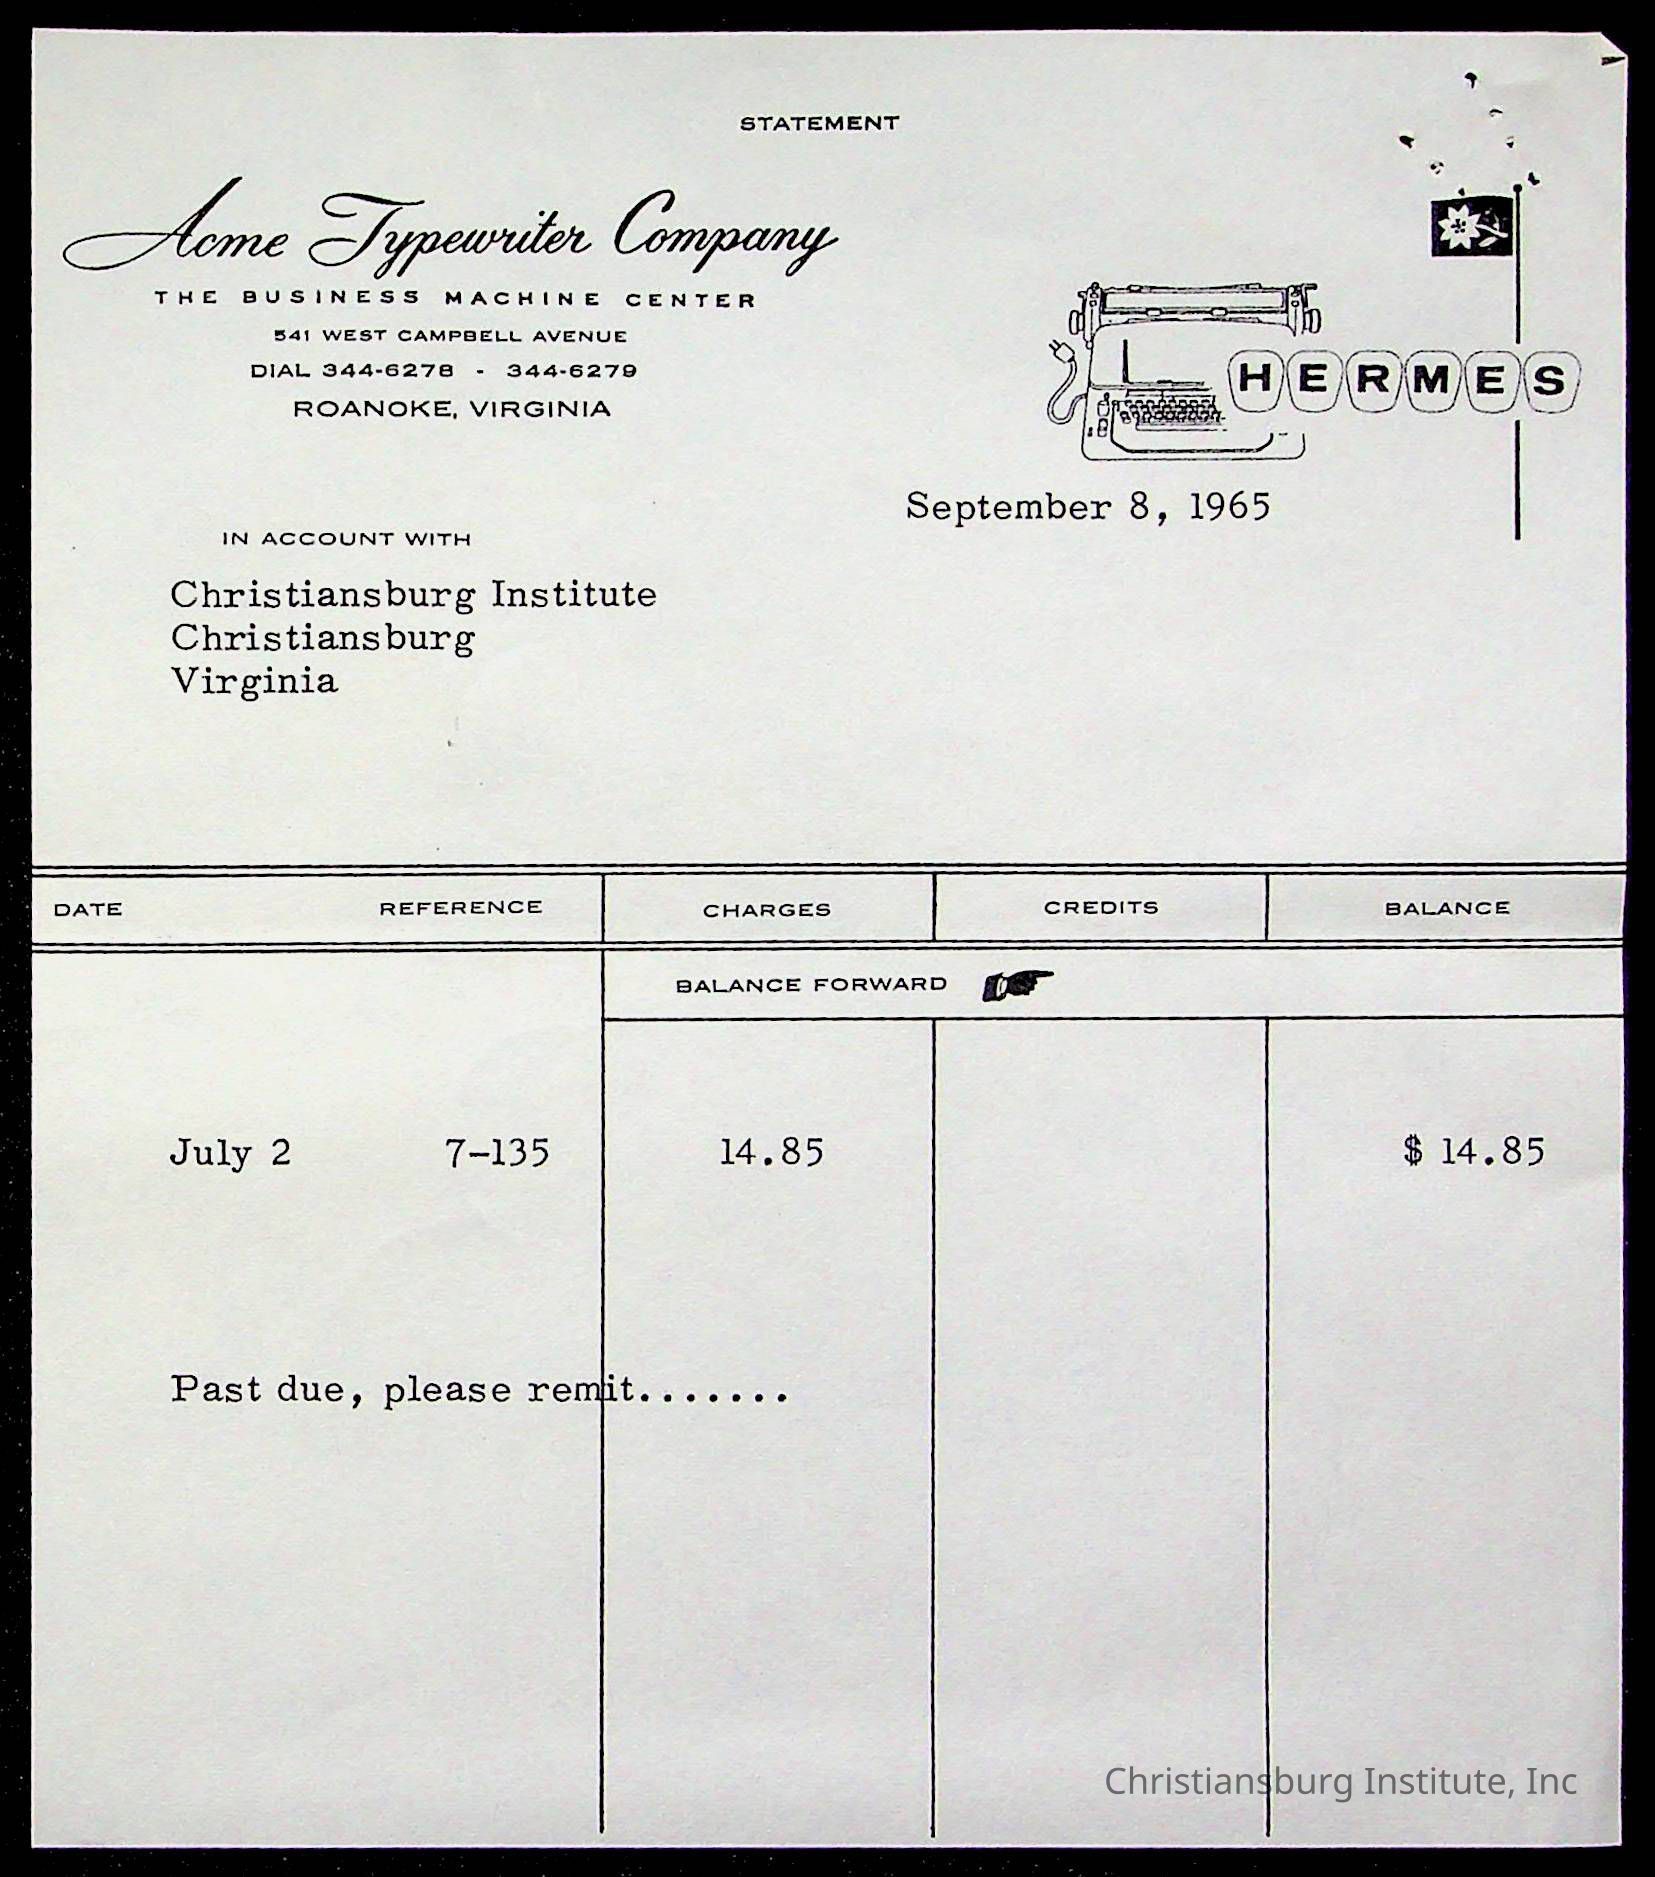 STATEMENT
Acme Typewriter Company
THE BUSINESS MACHINE CENTER
541 WEST CAMPBELL AVENUE
DIAL 344-6278 - 344-6279
ROANOKE, VIRGINIA
HERMES
September 8, 1965
IN ACCOUNT WITH
Christiansburg Institute
Christiansburg
Virginia
DATE REFERENCE CHARGES CREDITS BALANCE
BALANCE FORWARD
July 2 7-135 14.85 $ 14.85
Past due, please remit.......
Christiansburg Institute, Inc